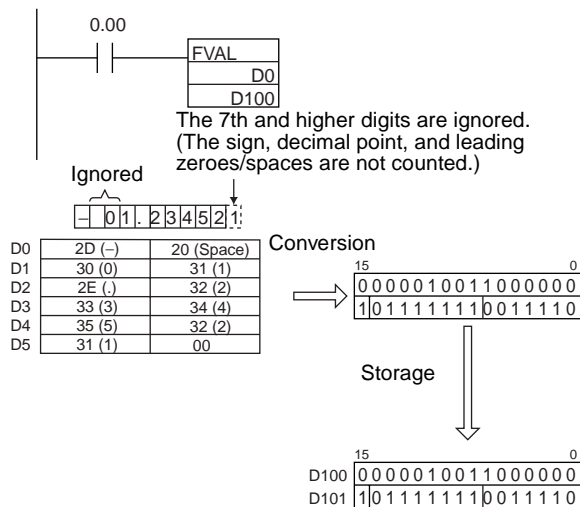 0.00
FVAL
D0
D100
The 7th and higher digits are ignored.
(The sign, decimal point, and leading
zeroes/spaces are not counted.)
Ignored
– 0 1 . 2 3 4 5 2 1
D0 2D (–) 20 (Space)
D1 30 (0) 31 (1)
D2 2E (.) 32 (2)
D3 33 (3) 34 (4)
D4 35 (5) 32 (2)
D5 31 (1) 00
Conversion
15 0
0 0 0 0 0 1 0 0 1 1 0 0 0 0 0 0
1 0 1 1 1 1 1 1 1 0 0 1 1 1 1 0
Storage
15 0
D100 0 0 0 0 0 1 0 0 1 1 0 0 0 0 0 0
D101 1 0 1 1 1 1 1 1 1 0 0 1 1 1 1 0